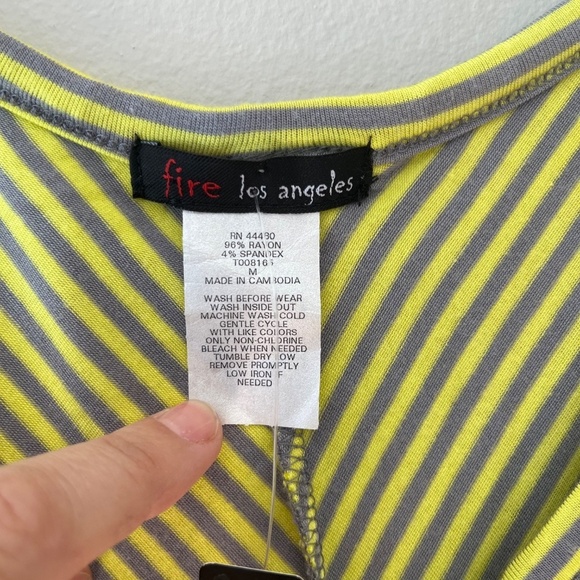 fire los angeles
RN 44480
96% RAYON
4% SPANDEX
T008165
M
MADE IN CAMBODIA
WASH BEFORE WEAR
WASH INSIDE OUT
MACHINE WASH COLD
GENTLE CYCLE
WITH LIKE COLORS
ONLY NON-CHLORINE
BLEACH WHEN NEEDED
TUMBLE DRY LOW
REMOVE PROMPTLY
LOW IRON IF
NEEDED